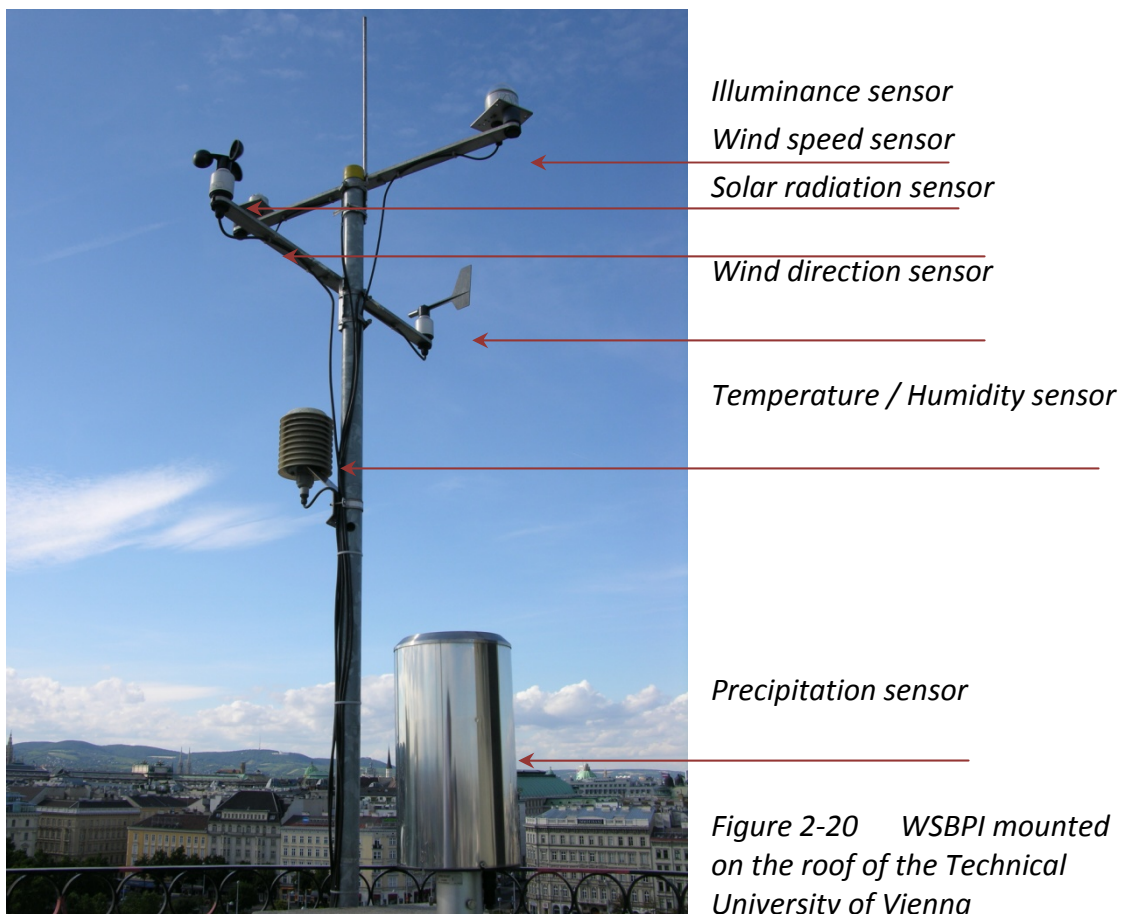 Illuminance sensor
Wind speed sensor
Solar radiation sensor
Wind direction sensor
Temperature / Humidity sensor
Precipitation sensor
Figure 2-20 WSBPI mounted
on the roof of the Technical
University of Vienna